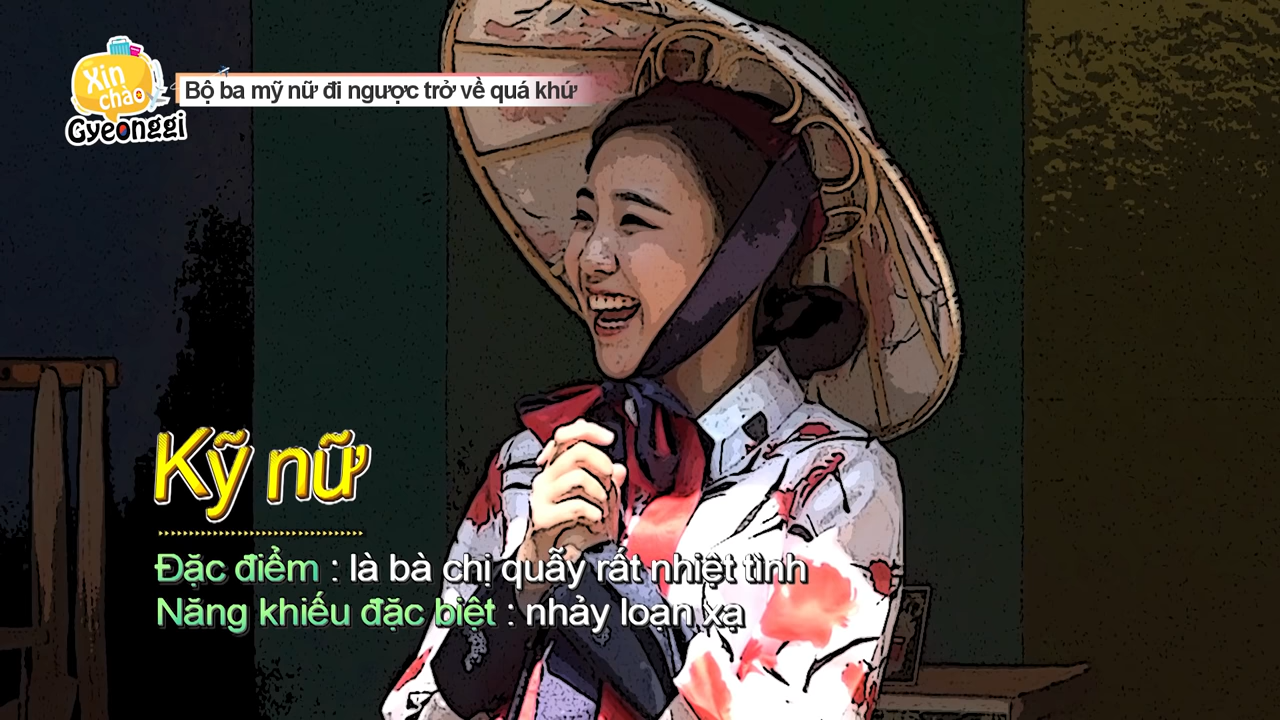 Xin
chào
Gyeonggi
Bộ ba mỹ nữ đi ngược trở về quá khứ
Kỹ nữ
Đặc điểm : là bà chị quẫy rất nhiệt tình
Năng khiếu đặc biệt : nhảy loạn xạ